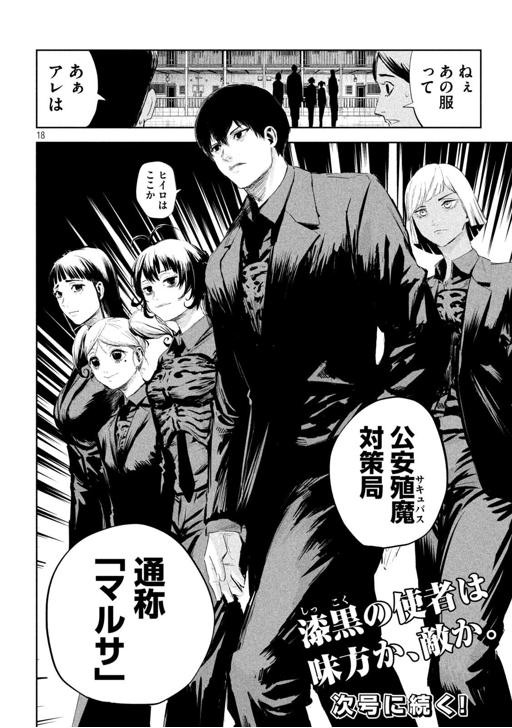 ねぇ
あの服
って
あぁ
アレは
18
ヒイロは
ここか
公安殖魔
サキュバス
対策局
通称
「マルサ」
しっこく
漆黒の使者は
味方か、敵か。
次号に続く!